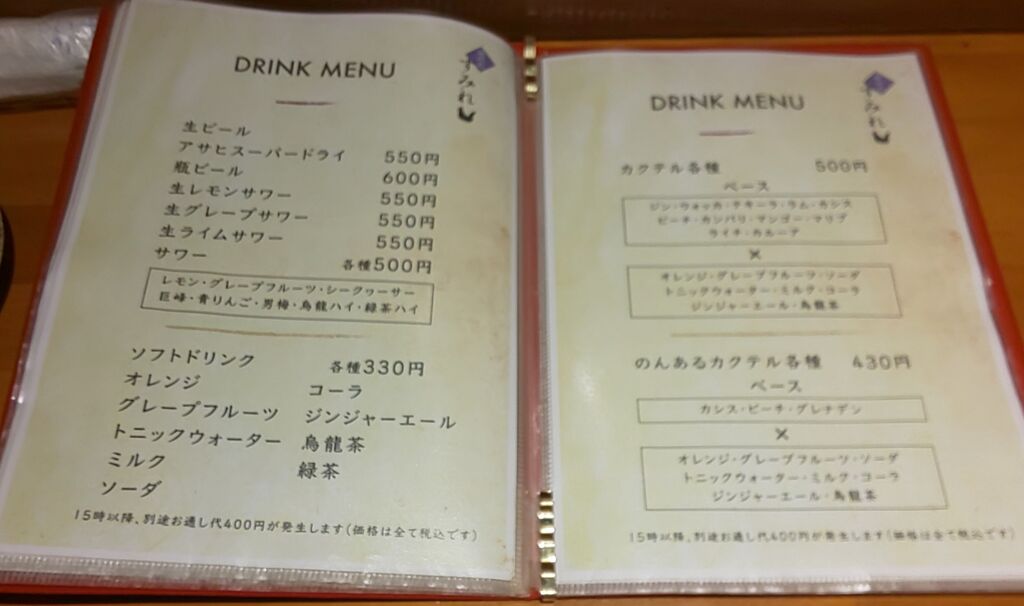 DRINK MENU
すみれ
生ビール
アサヒスーパードライ 550円
瓶ビール 600円
生レモンサワー 550円
生グレープサワー 550円
生ライムサワー 550円
サワー 各種500円
レモン・グレープフルーツ・シークヮーサー
巨峰・青りんご・男梅・烏龍ハイ・緑茶ハイ
ソフトドリンク 各種330円
オレンジ コーラ
グレープフルーツ ジンジャーエール
トニックウォーター 烏龍茶
ミルク 緑茶
ソーダ
15時以降、別途お通し代400円が発生します(価格は全て税込です)
DRINK MENU
すみれ
カクテル各種 500円
ベース
ジン・ウォッカ・テキーラ・ラム・カシス
ピーチ・カンパリ・マンゴー・マリブ
ライチ・カルーア
×
オレンジ・グレープフルーツ・ソーダ
トニックウォーター・ミルク・コーラ
ジンジャーエール・烏龍茶
のんあるカクテル各種 430円
ベース
カシス・ピーチ・グレナデン
×
オレンジ・グレープフルーツ・ソーダ
トニックウォーター・ミルク・コーラ
ジンジャーエール・烏龍茶
15時以降、別途お通し代400円が発生します(価格は全て税込です)